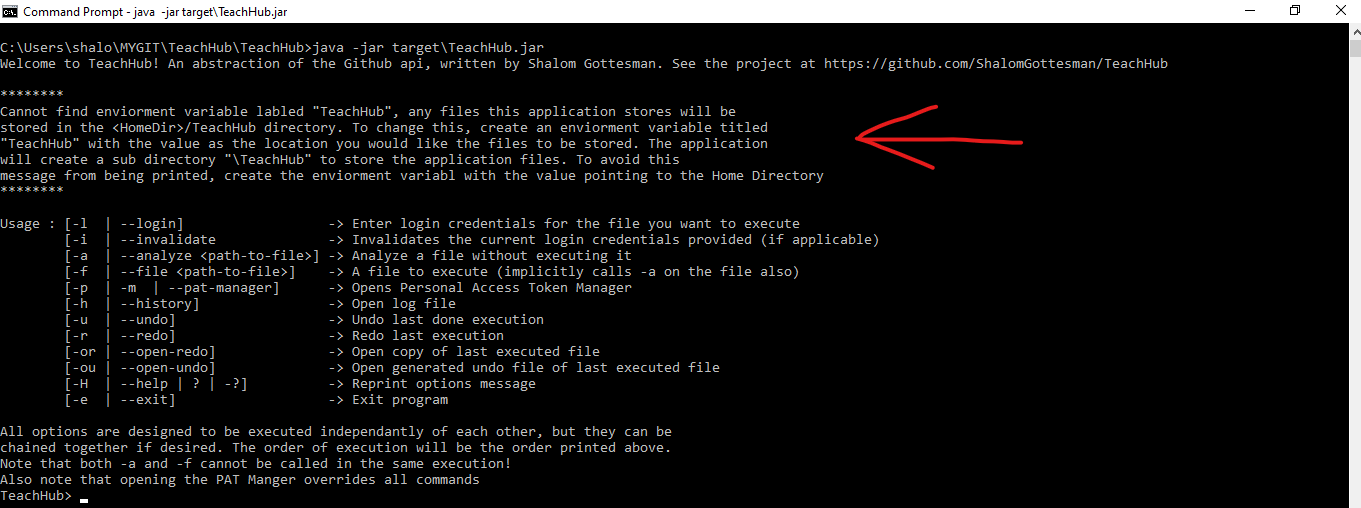 Command Prompt - java  -jar target\TeachHub.jar
C:\Users\shalo\MYGIT\TeachHub\TeachHub>java -jar target\TeachHub.jar
Welcome to TeachHub! An abstraction of the Github api, written by Shalom Gottesman. See the project at https://github.com/ShalomGottesman/TeachHub
********
Cannot find enviorment variable labled "TeachHub", any files this application stores will be
stored in the <HomeDir>/TeachHub directory. To change this, create an enviorment variable titled
"TeachHub" with the value as the location you would like the files to be stored. The application
will create a sub directory "\TeachHub" to store the application files. To avoid this
message from being printed, create the enviorment variabl with the value pointing to the Home Directory
********
Usage : [-l  | --login]                  -> Enter login credentials for the file you want to execute
        [-i  | --invalidate              -> Invalidates the current login credentials provided (if applicable)
        [-a  | --analyze <path-to-file>] -> Analyze a file without executing it
        [-f  | --file <path-to-file>]    -> A file to execute (implicitly calls -a on the file also)
        [-p  | -m  | --pat-manager]      -> Opens Personal Access Token Manager
        [-h  | --history]                -> Open log file
        [-u  | --undo]                   -> Undo last done execution
        [-r  | --redo]                   -> Redo last execution
        [-or | --open-redo]              -> Open copy of last executed file
        [-ou | --open-undo]              -> Open generated undo file of last executed file
        [-H  | --help | ? | -?]          -> Reprint options message
        [-e  | --exit]                   -> Exit program
All options are designed to be executed independantly of each other, but they can be
chained together if desired. The order of execution will be the order printed above.
Note that both -a and -f cannot be called in the same execution!
Also note that opening the PAT Manger overrides all commands
TeachHub>